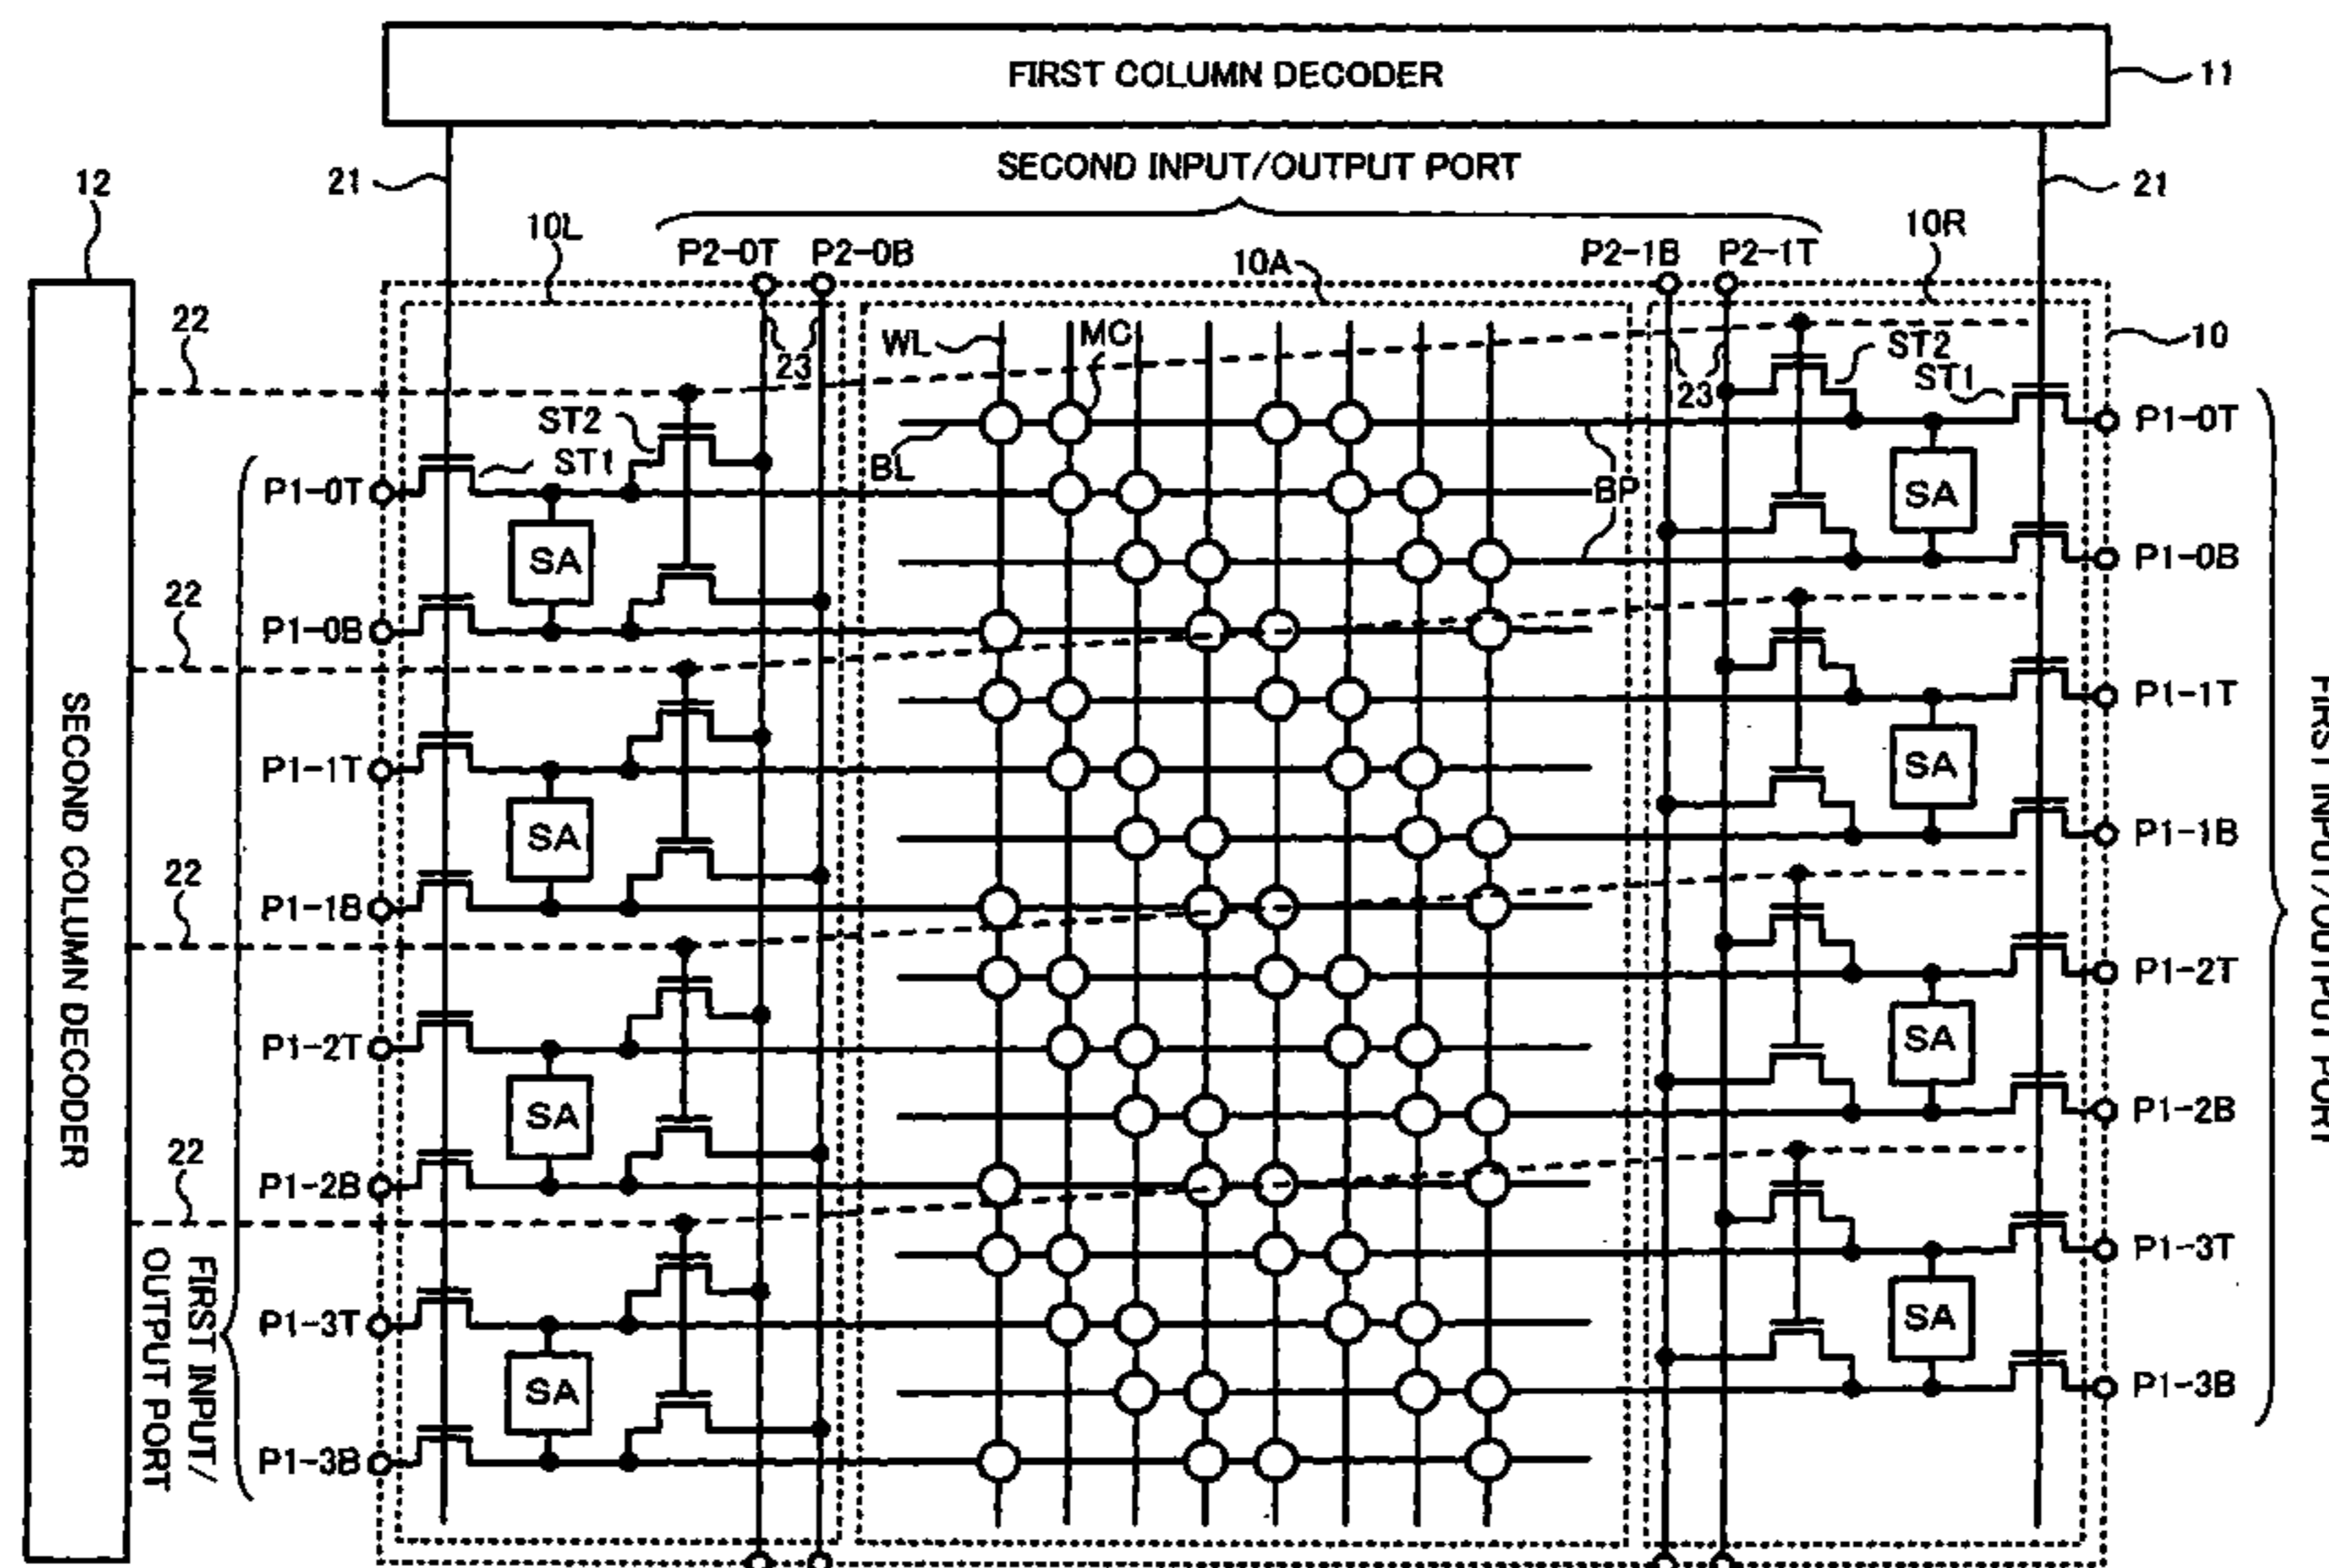 FIRST COLUMN DECODER
11
SECOND INPUT/OUTPUT PORT
12
21
21
10L
10R
P2-0T
P2-0B
10A
P2-1B
P2-1T
22
WL
MC
10
23
ST2
23
ST1
ST2
BL
P1-0T
ST1
P1-0T
SA
BP
SA
P1-0B
22
P1-0B
P1-1T
SECOND COLUMN DECODER
P1-1T
SA
SA
P1-1B
22
P1-1B
FIRST INPUT/OUTPUT PORT
P1-2T
P1-2T
SA
SA
P1-2B
22
P1-2B
FIRST INPUT/
OUTPUT PORT
P1-3T
P1-3T
SA
SA
P1-3B
P1-3B